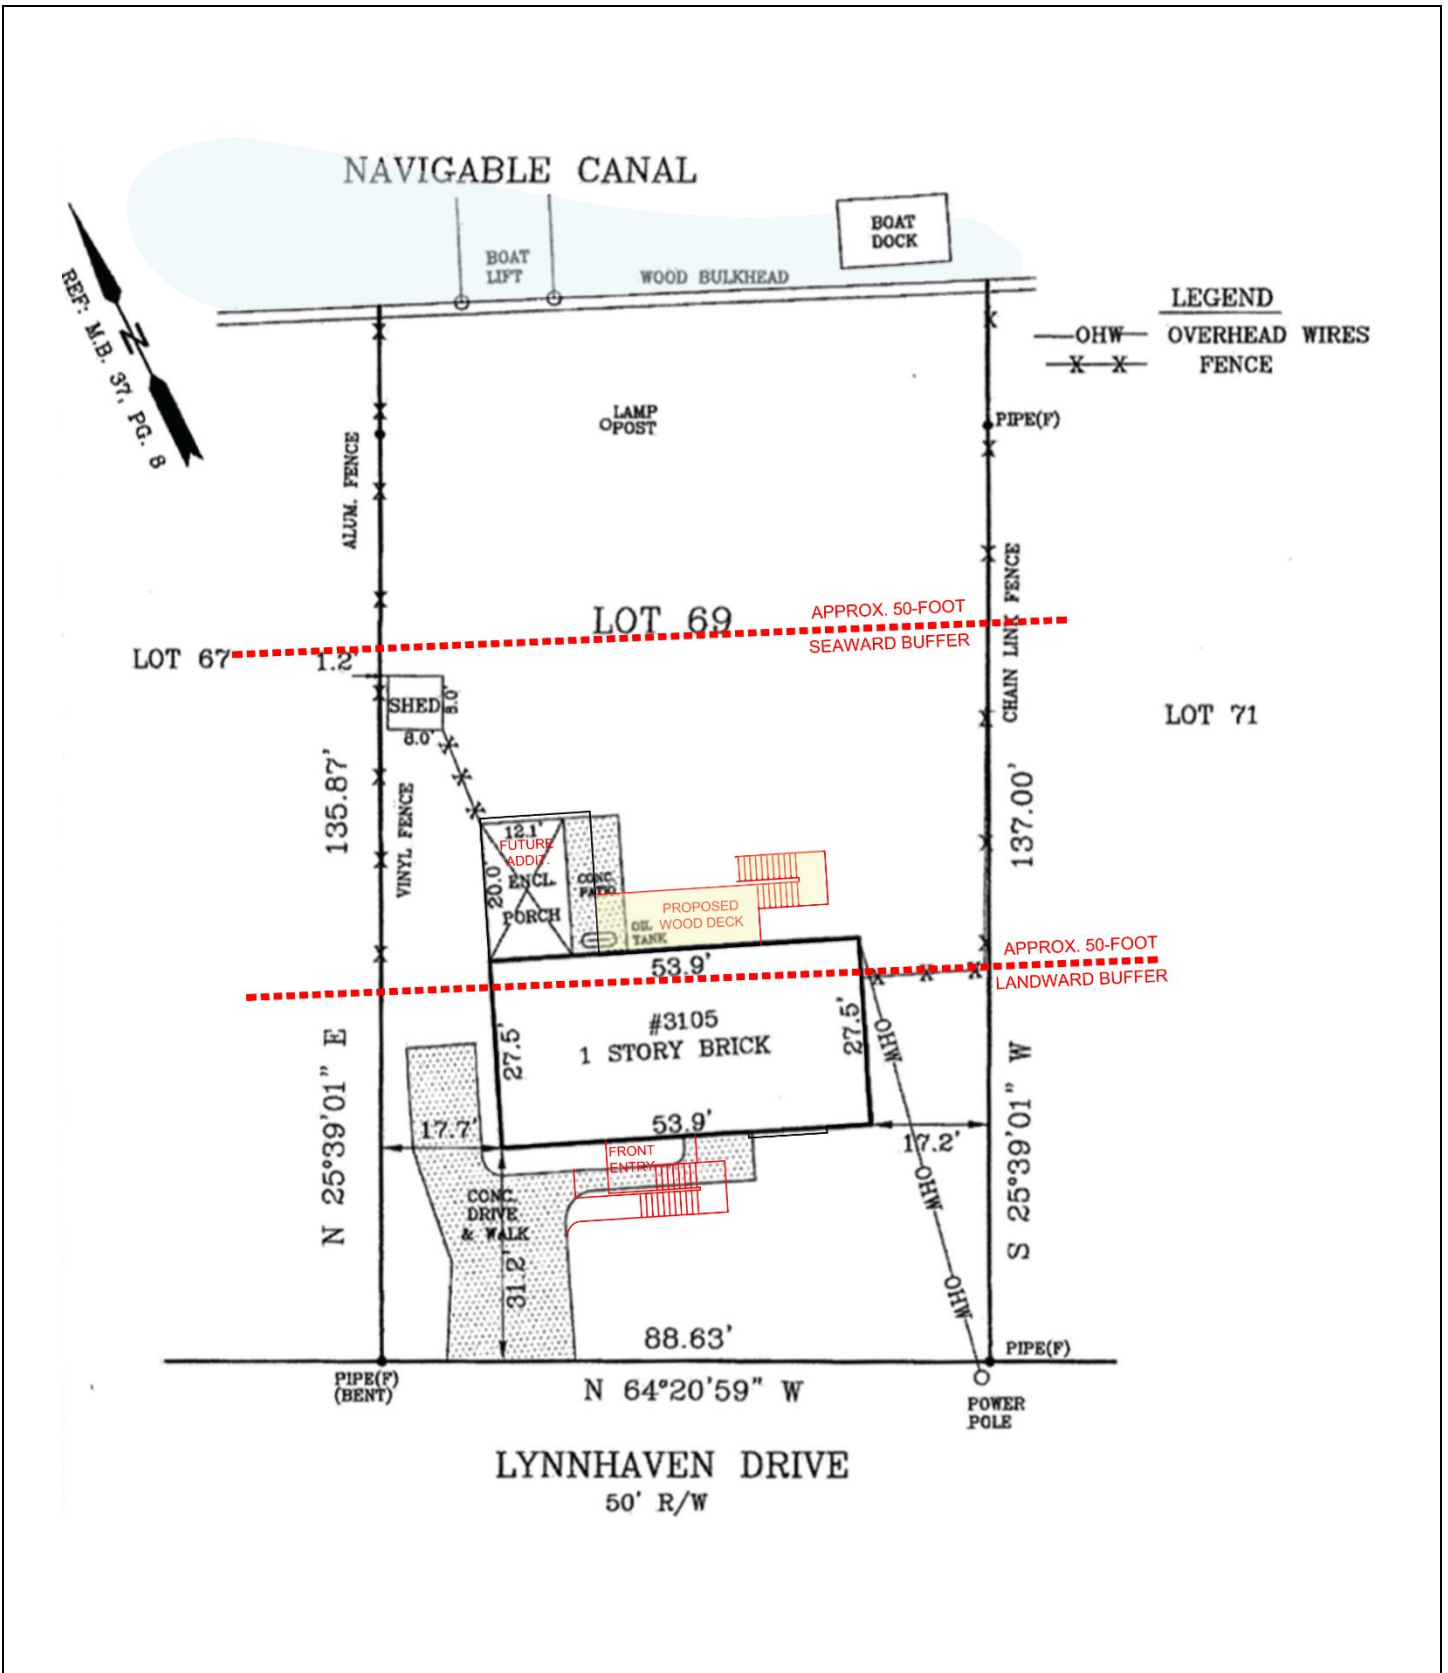 NAVIGABLE CANAL
BOAT
DOCK
BOAT
LIFT
WOOD BULKHEAD
REF: M.B. 37, PG. 8
N
LEGEND
OHW OVERHEAD WIRES
X X FENCE
LAMP
POST
PIPE(F)
ALUM. FENCE
CHAIN LINK FENCE
LOT 69
APPROX. 50-FOOT
SEAWARD BUFFER
LOT 67
1.2'
SHED
8.0'
8.0'
LOT 71
135.87'
VINYL FENCE
137.00'
12.1'
FUTURE
ADDIT.
20.0'
ENCL.
PORCH
CONC.
PATIO
PROPOSED
WOOD DECK
OIL
TANK
53.9'
APPROX. 50-FOOT
LANDWARD BUFFER
#3105
1 STORY BRICK
27.5'
27.5'
OHW
N 25°39'01" E
S 25°39'01" W
53.9'
17.7'
17.2'
FRONT
ENTRY
OHW
CONC.
DRIVE
& WALK
31.2'
OHW
88.63'
PIPE(F)
PIPE(F)
(BENT)
N 64°20'59" W
POWER
POLE
LYNNHAVEN DRIVE
50' R/W